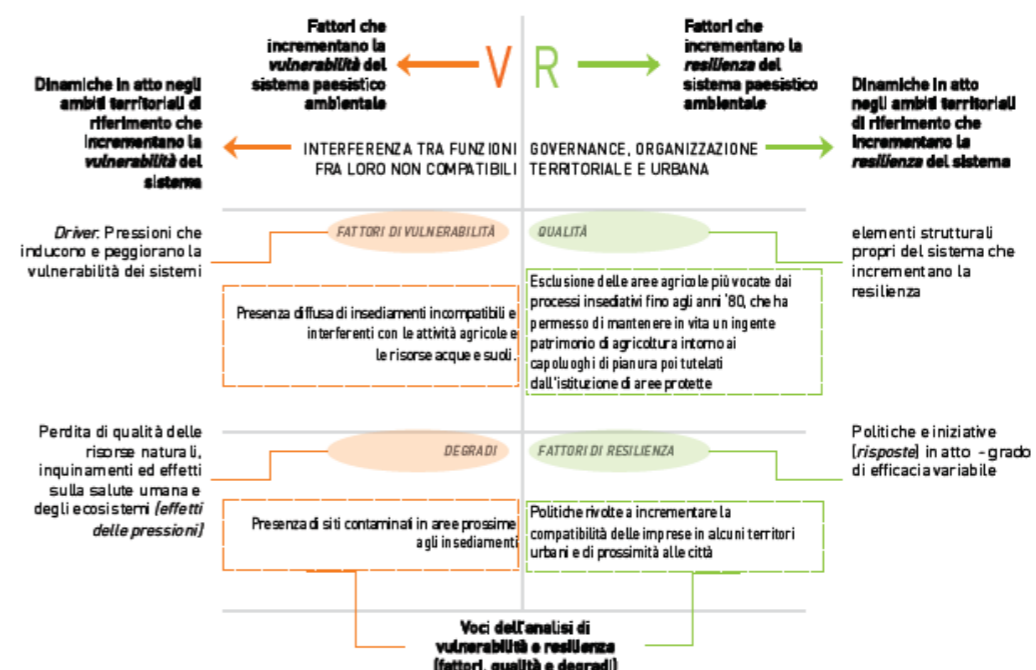 Fattori che
incrementano la
vulnerabilità del
sistema paesistico
ambientale
V R
Fattori che
incrementano la
resilienza del
sistema paesistico
ambientale
Dinamiche in atto negli
ambiti territoriali di
riferimento che
incrementano la
vulnerabilità del
sistema
INTERFERENZA TRA FUNZIONI
FRA LORO NON COMPATIBILI
GOVERNANCE, ORGANIZZAZIONE
TERRITORIALE E URBANA
Dinamiche in atto
negli ambiti territoriali
di riferimento che
incrementano la
resilienza del sistema
Driver. Pressioni che
inducono e peggiorano la
vulnerabilità dei sistemi
FATTORI DI VULNERABILITÀ
QUALITÀ
elementi strutturali
propri del sistema che
incrementano la
resilienza
Presenza diffusa di insediamenti incompatibili e
interferenti con le attività agricole e
le risorse acque e suoli.
Esclusione delle aree agricole più vocate dai
processi insediativi fino agli anni '80, che ha
permesso di mantenere in vita un ingente
patrimonio di agricoltura intorno ai
capoluoghi di pianura poi tutelati
dall'istituzione di aree protette
Perdita di qualità delle
risorse naturali,
inquinamenti ed effetti
sulla salute umana e
degli ecosistemi (effetti
delle pressioni)
DEGRADI
FATTORI DI RESILIENZA
Politiche e iniziative
(risposte) in atto - grado
di efficacia variabile
Presenza di siti contaminati in aree prossime
agli insediamenti
Politiche rivolte a incrementare la
compatibilità delle imprese in alcuni territori
urbani e di prossimità alle città
Voci dell'analisi di
vulnerabilità e resilienza
(fattori, qualità e degradi)